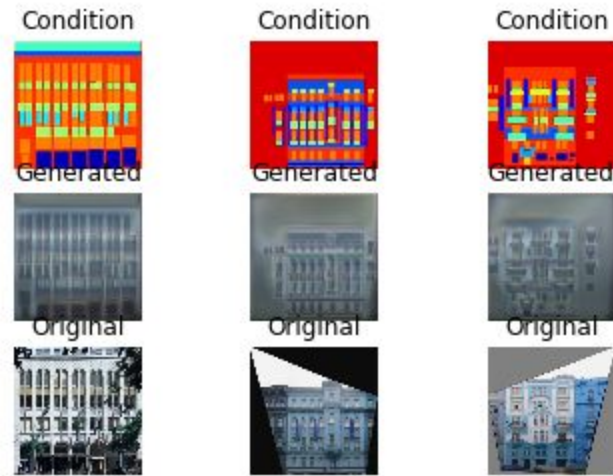 Condition Condition Condition
Generated Generated Generated
Original Original Original